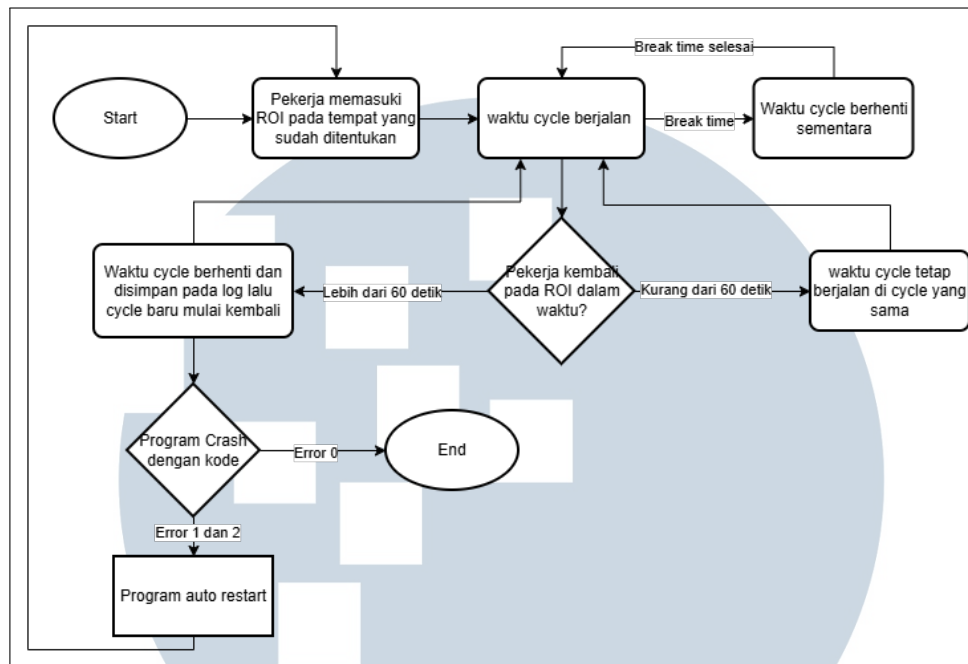 Break time selesai
Start
Pekerja memasuki
ROI pada tempat yang
sudah ditentukan
waktu cycle berjalan
Break time
Waktu cycle berhenti
sementara
Waktu cycle berhenti dan
disimpan pada log lalu
cycle baru mulai kembali
Lebih dari 60 detik
Pekerja kembali
pada ROI dalam
waktu?
Kurang dari 60 detik
waktu cycle tetap
berjalan di cycle yang
sama
Program Crash
dengan kode
Error 0
End
Error 1 dan 2
Program auto restart